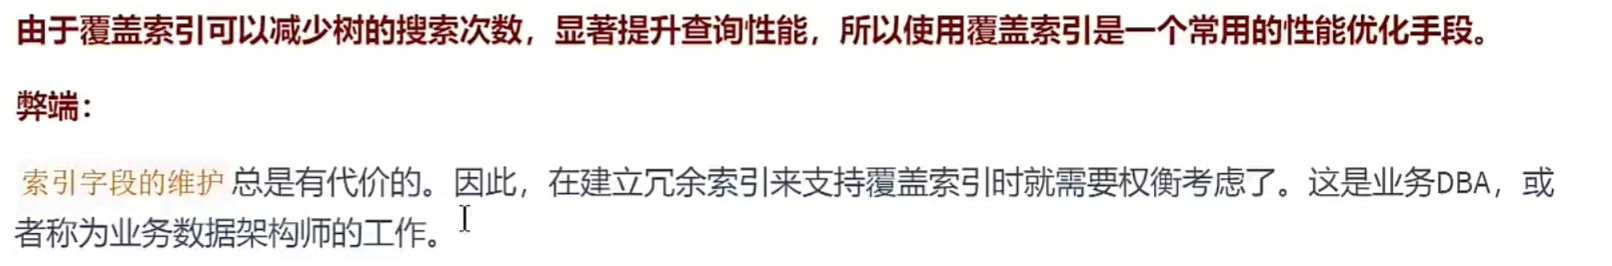 由于覆盖索引可以减少树的搜索次数，显著提升查询性能，所以使用覆盖索引是一个常用的性能优化手段。
弊端：
索引字段的维护 总是有代价的。因此，在建立冗余索引来支持覆盖索引时就需要权衡考虑了。这是业务DBA，或
者称为业务数据架构师的工作。